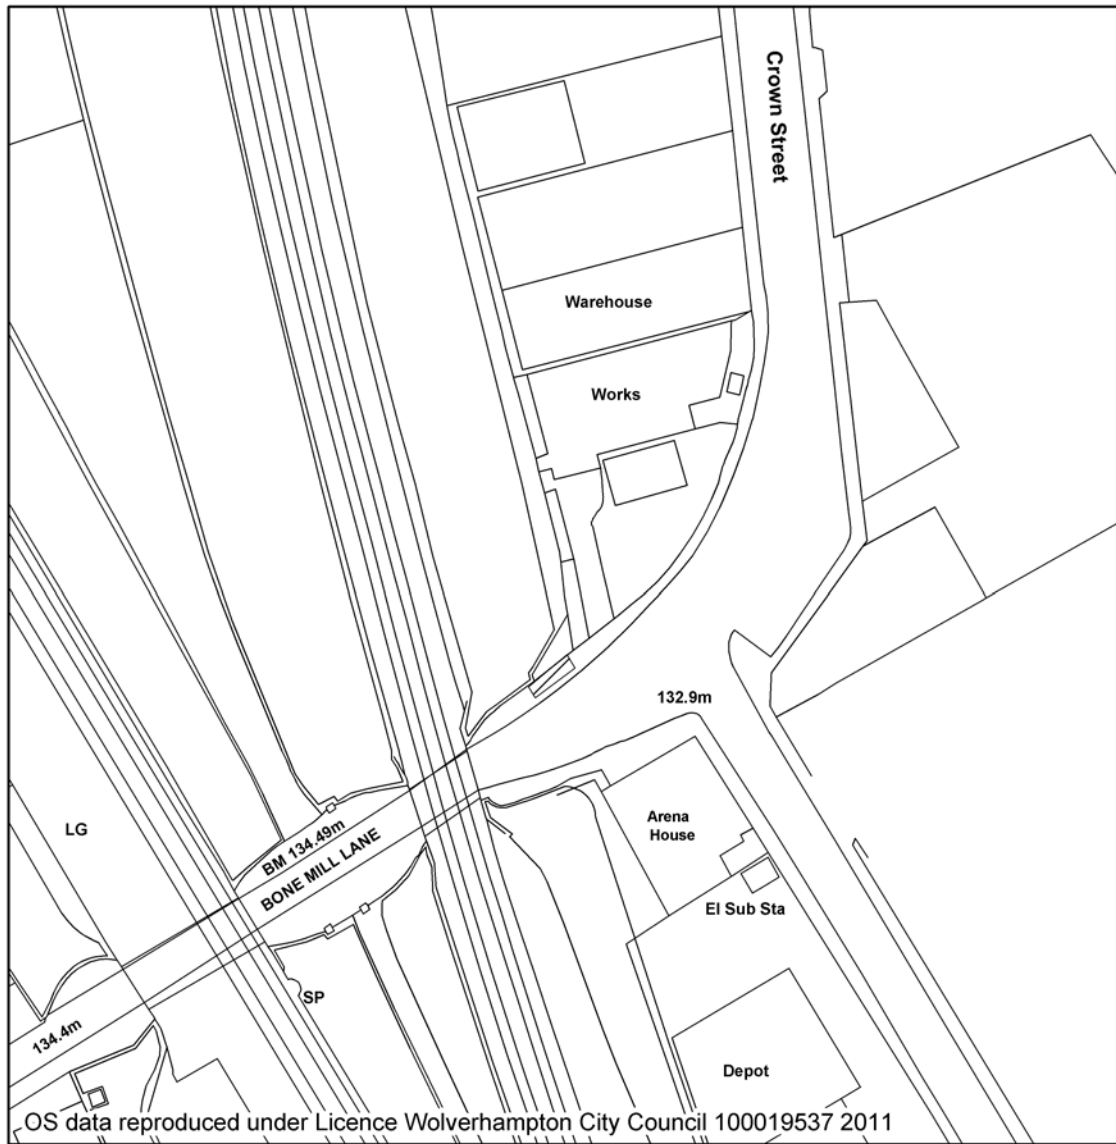 Crown Street
Warehouse
Works
132.9m
Arena
House
LG
BM 134.49m
BONE MILL LANE
El Sub Sta
SP
134.4m
Depot
OS data reproduced under Licence Wolverhampton City Council 100019537 2011